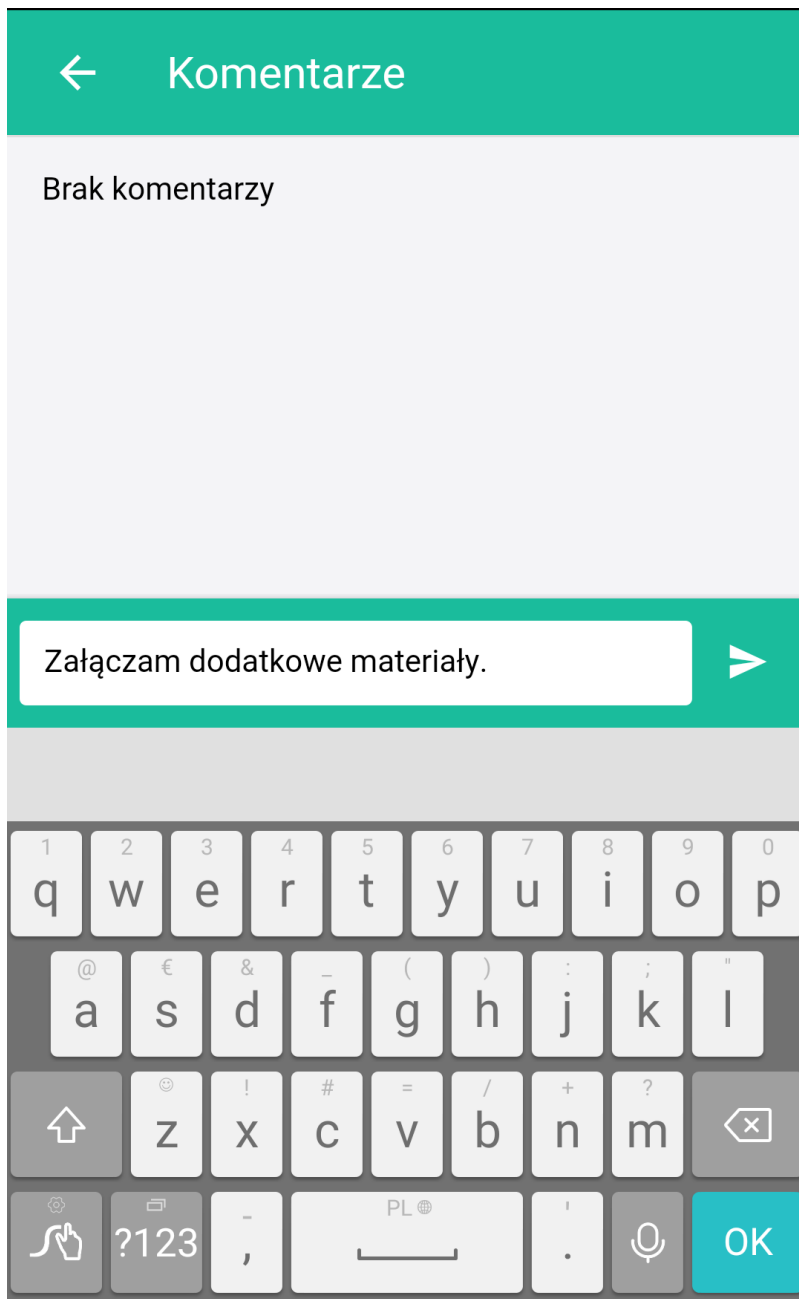 Komentarze
Brak komentarzy
Załączam dodatkowe materiały.
1 2 3 4 5 6 7 8 9 0
q w e r t y u i o p
@ € & _ ( ) : ; "
a s d f g h j k l
! # = / + ?
z x c v b n m
PL '
?123 , . OK